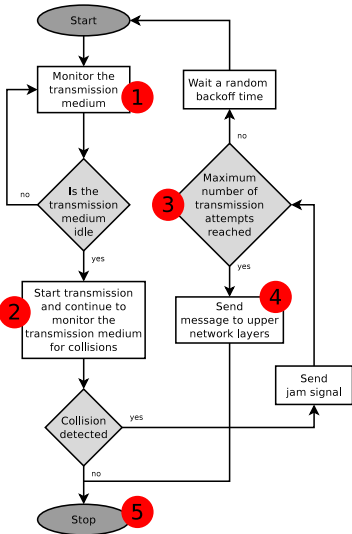 Start
Monitor the
transmission
medium
1
no
Is the
transmission
medium
idle
yes
2
Start transmission
and continue to
monitor the
transmission medium
for collisions
Collision
detected
yes
no
Stop
5
Wait a random
backoff time
no
3
Maximum
number of
transmission
attempts
reached
yes
4
Send
message to upper
network layers
Send
jam signal